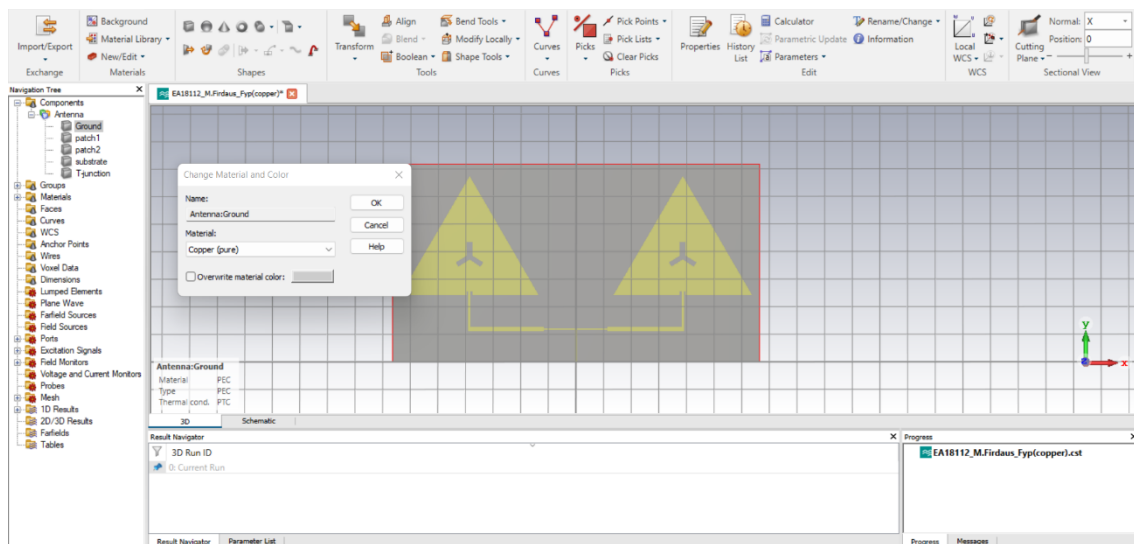 Import/Export
Exchange
Background
Material Library
New/Edit
Materials
Shapes
Transform
Align
Blend
Boolean
Bend Tools
Modify Locally
Shape Tools
Tools
Curves
Curves
Picks
Pick Points
Pick Lists
Clear Picks
Picks
Properties
History
List
Calculator
Parametric Update
Parameters
Rename/Change
Information
Edit
Local
WCS
WCS
Cutting
Plane
Normal: X
Position: 0
Sectional View
Navigation Tree
Components
Antenna
Ground
patch1
patch2
substrate
T-junction
Groups
Materials
Faces
Curves
WCS
Anchor Points
Wires
Voxel Data
Dimensions
Lumped Elements
Plane Wave
Farfield Sources
Field Sources
Ports
Excitation Signals
Field Monitors
Voltage and Current Monitors
Probes
Mesh
1D Results
2D/3D Results
Farfields
Tables
EA18112_M.Firdaus_Fyp(copper)*
Change Material and Color
Name:
Antenna:Ground
Material:
Copper (pure)
Overwrite material color:
OK
Cancel
Help
Antenna:Ground
Material PEC
Type PEC
Thermal cond. PTC
y
x
3D Schematic
Result Navigator
3D Run ID
0: Current Run
Result Navigator Parameter List
Progress
EA18112_M.Firdaus_Fyp(copper).cst
Progress Messages